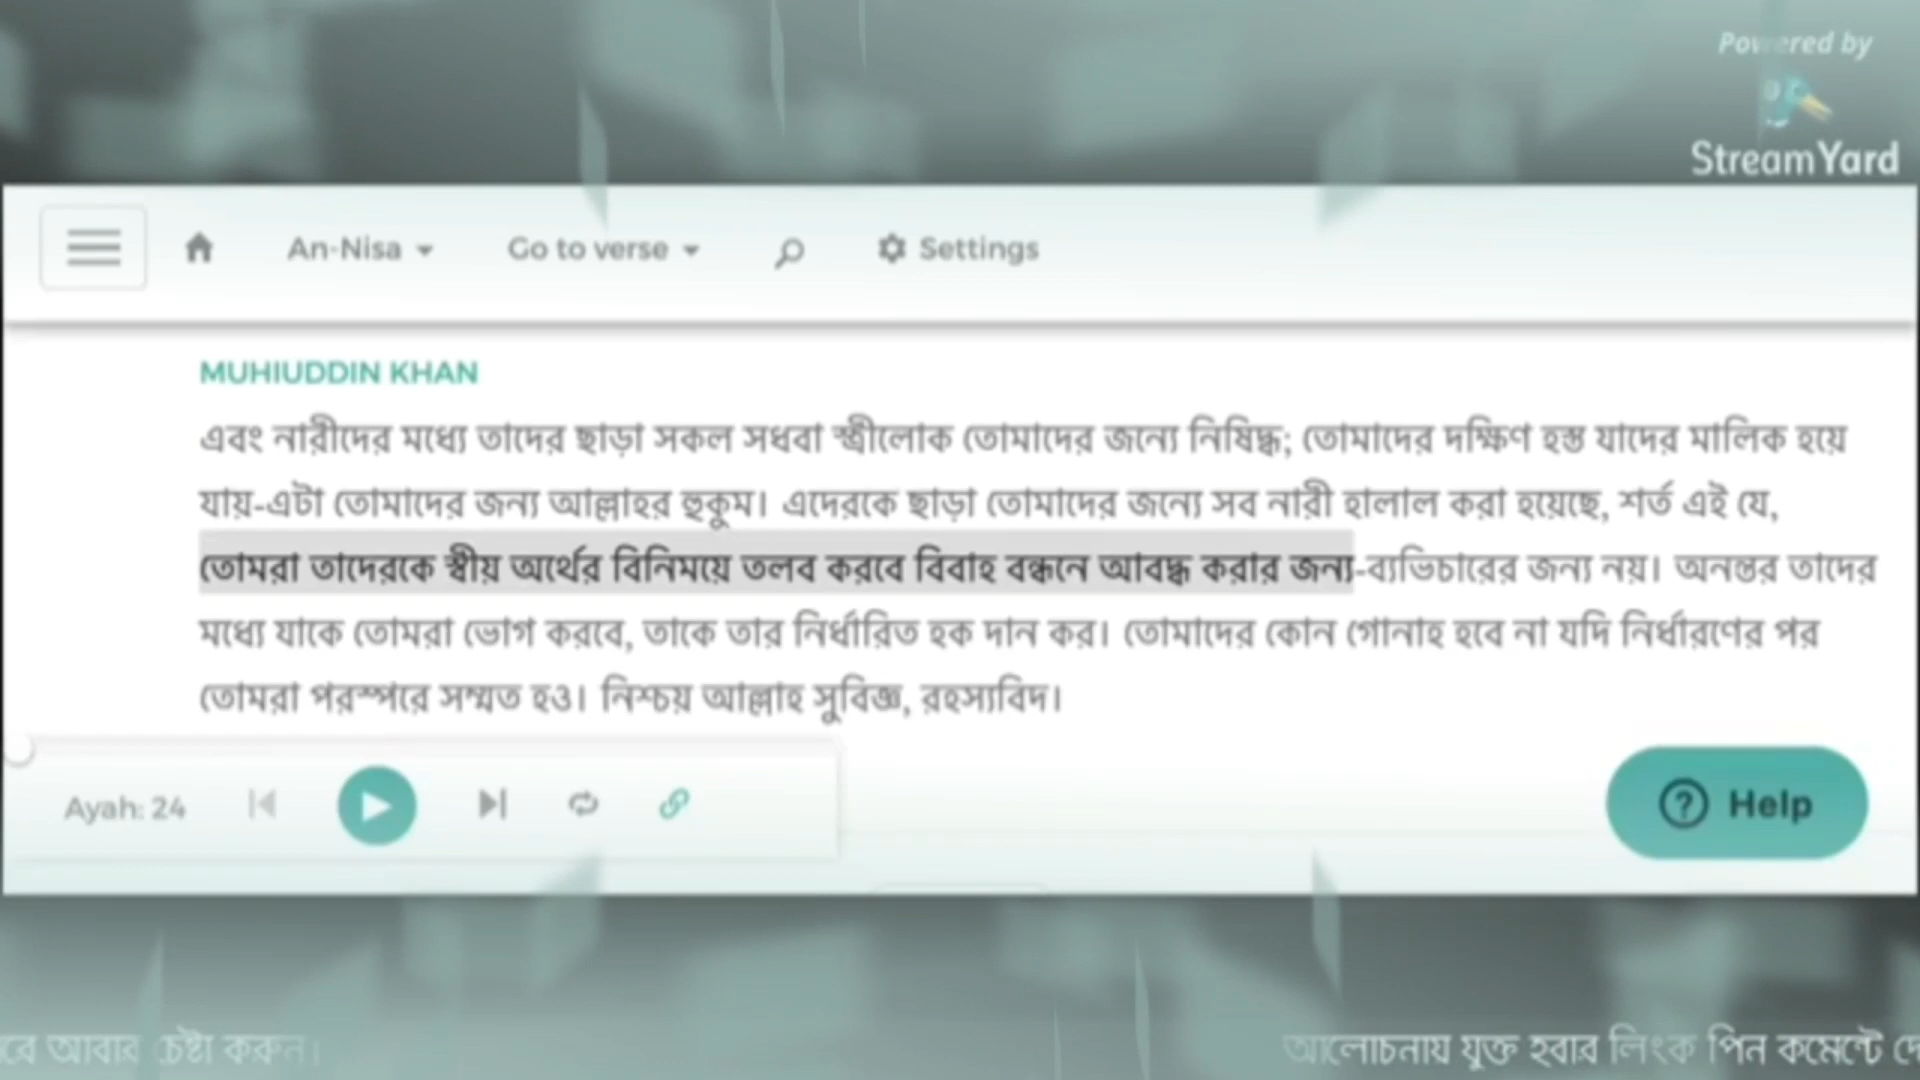 Powered by
StreamYard
An-Nisa
Go to verse
Settings
MUHIUDDIN KHAN
এবং নারীদের মধ্যে তাদের ছাড়া সকল সধবা স্ত্রীলোক তোমাদের জন্যে নিষিদ্ধ; তোমাদের দক্ষিণ হস্ত যাদের মালিক হয়ে
যায়-এটা তোমাদের জন্য আল্লাহর হুকুম। এদেরকে ছাড়া তোমাদের জন্যে সব নারী হালাল করা হয়েছে, শর্ত এই যে,
তোমরা তাদেরকে স্বীয় অর্থের বিনিময়ে তলব করবে বিবাহ বন্ধনে আবদ্ধ করার জন্য-ব্যভিচারের জন্য নয়। অনন্তর তাদের
মধ্যে যাকে তোমরা ভোগ করবে, তাকে তার নির্ধারিত হক দান কর। তোমাদের কোন গোনাহ হবে না যদি নির্ধারণের পর
তোমরা পরস্পরে সম্মত হও। নিশ্চয় আল্লাহ সুবিজ্ঞ, রহস্যবিদ।
Ayah: 24
Help
আবার চেষ্টা করুন।
আলোচনায় যুক্ত হবার লিংক পিন কমেন্টে